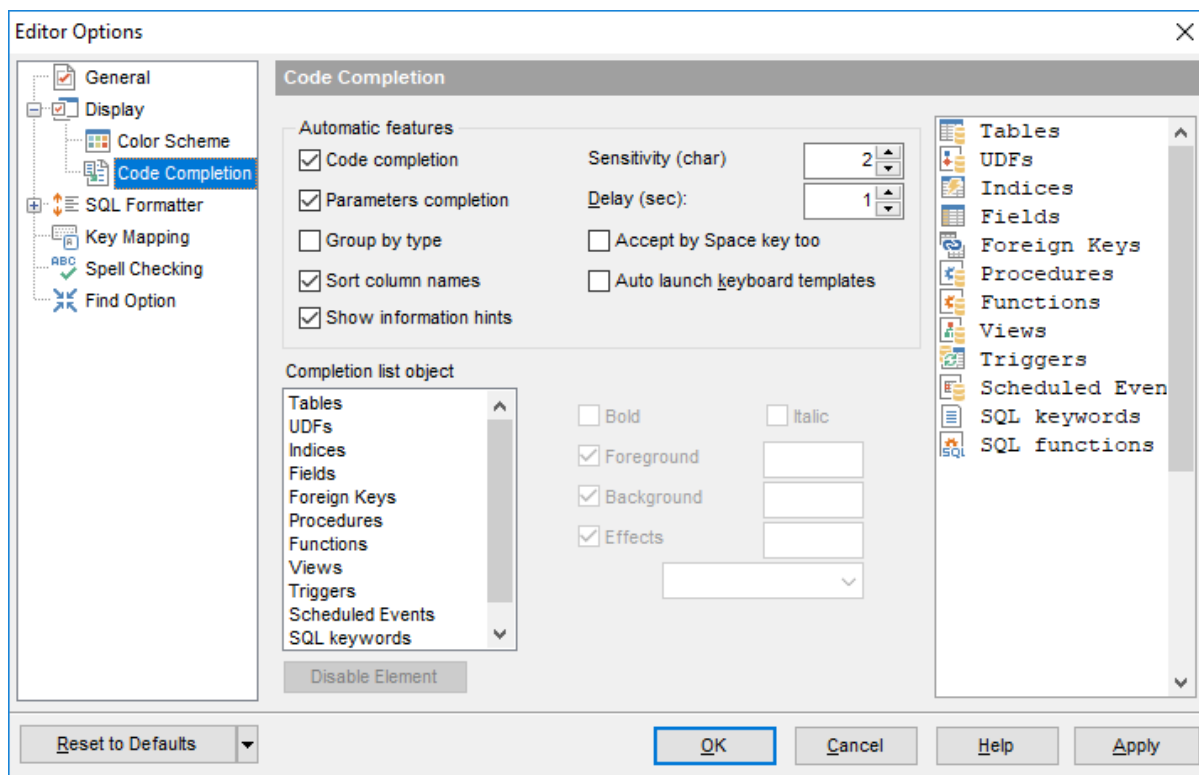 Editor Options
General
Display
Color Scheme
Code Completion
SQL Formatter
Key Mapping
ABC
Spell Checking
Find Option
Code Completion
Automatic features
Code completion
Sensitivity (char)
2
Parameters completion
Delay (sec):
1
Group by type
Accept by Space key too
Sort column names
Auto launch keyboard templates
Show information hints
Completion list object
Tables
UDFs
Indices
Fields
Foreign Keys
Procedures
Functions
Views
Triggers
Scheduled Events
SQL keywords
Disable Element
Bold
Italic
Foreground
Background
Effects
Tables
UDFs
Indices
Fields
Foreign Keys
Procedures
Functions
Views
Triggers
Scheduled Even
SQL keywords
SQL
SQL functions
Reset to Defaults
OK
Cancel
Help
Apply